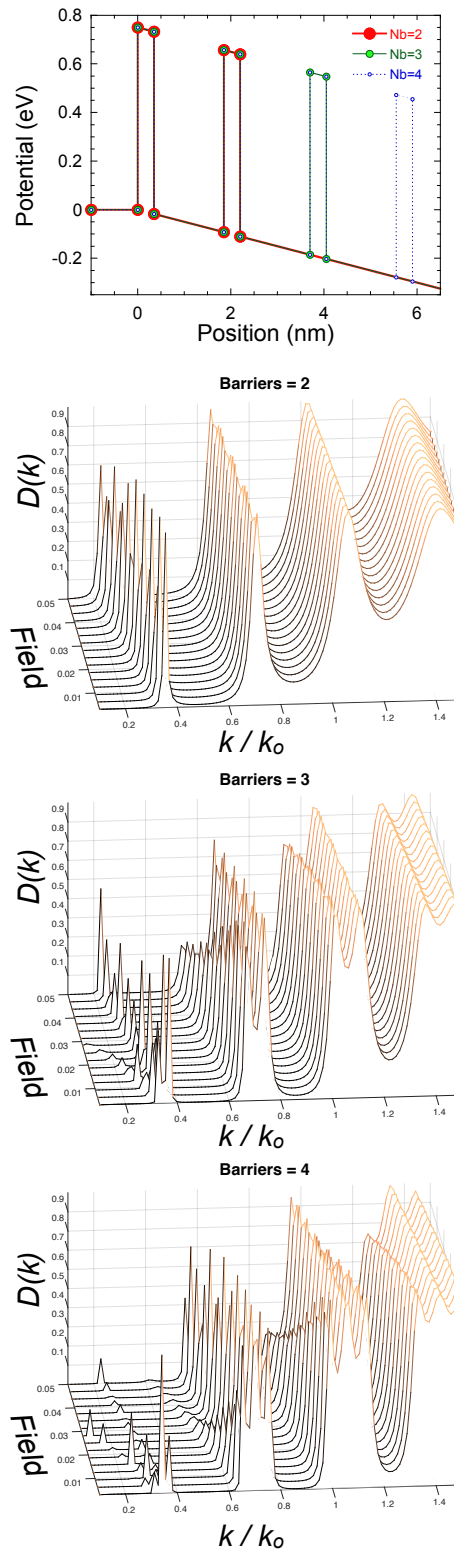 0.8
0.6
0.4
0.2
0
-0.2
Potential (eV)
Nb=2
Nb=3
Nb=4
0 2 4 6
Position (nm)
Barriers = 2
0.9
0.8
0.7
0.6
0.5
0.4
0.3
0.2
0.1
D(k)
0.05
0.04
0.03
0.02
0.01
Field
0.2 0.4 0.6 0.8 1 1.2 1.4
k / ko
Barriers = 3
0.9
0.8
0.7
0.6
0.5
0.4
0.3
0.2
0.1
D(k)
0.05
0.04
0.03
0.02
0.01
Field
0.2 0.4 0.6 0.8 1 1.2 1.4
k / ko
Barriers = 4
0.9
0.8
0.7
0.6
0.5
0.4
0.3
0.2
0.1
D(k)
0.05
0.04
0.03
0.02
0.01
Field
0.2 0.4 0.6 0.8 1 1.2 1.4
k / ko